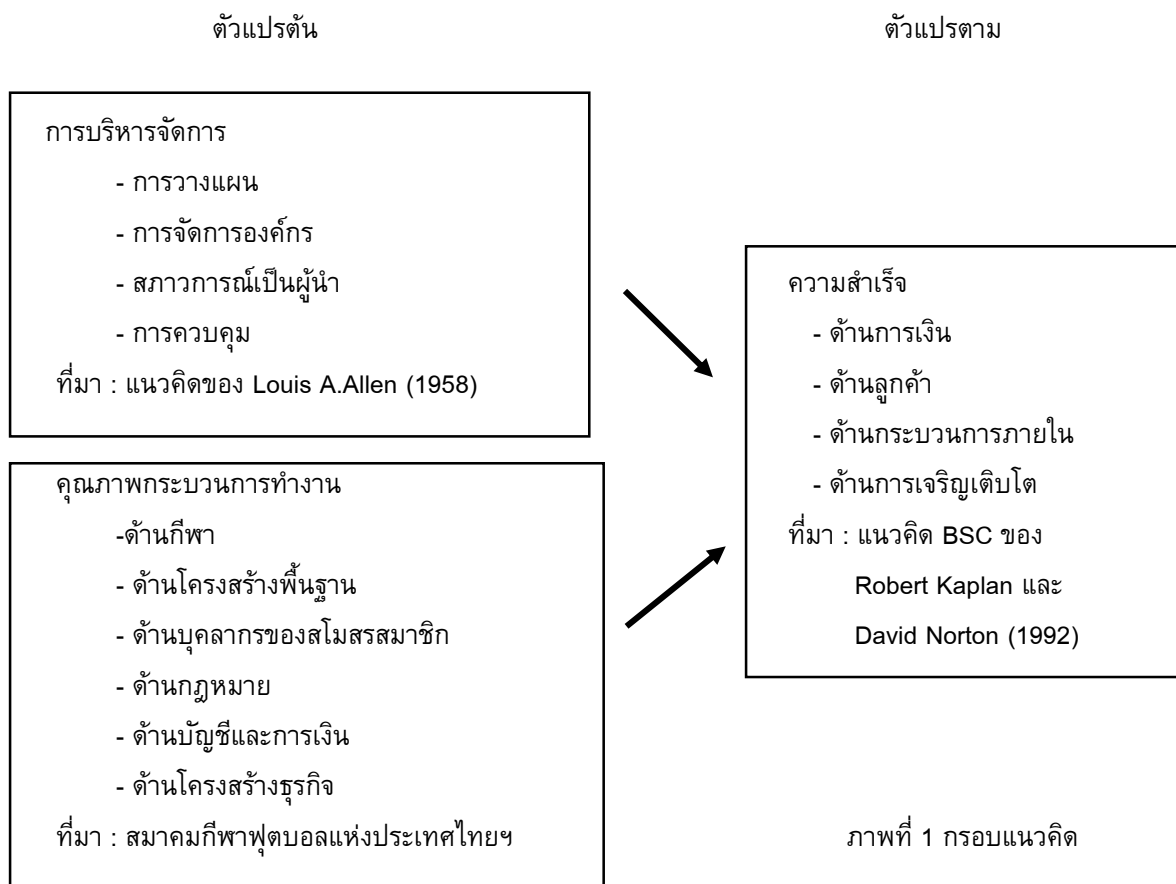 ตัวแปรต้น
ตัวแปรตาม
การบริหารจัดการ
- การวางแผน
- การจัดการองค์กร
- สภาวการณ์เป็นผู้นำ
- การควบคุม
ที่มา : แนวคิดของ Louis A.Allen (1958)
คุณภาพกระบวนการทำงาน
-ด้านกีฬา
- ด้านโครงสร้างพื้นฐาน
- ด้านบุคลากรของสโมสรสมาชิก
- ด้านกฎหมาย
- ด้านบัญชีและการเงิน
- ด้านโครงสร้างธุรกิจ
ที่มา : สมาคมกีฬาฟุตบอลแห่งประเทศไทยฯ
ความสำเร็จ
- ด้านการเงิน
- ด้านลูกค้า
- ด้านกระบวนการภายใน
- ด้านการเจริญเติบโต
ที่มา : แนวคิด BSC ของ
Robert Kaplan และ
David Norton (1992)
ภาพที่ 1 กรอบแนวคิด